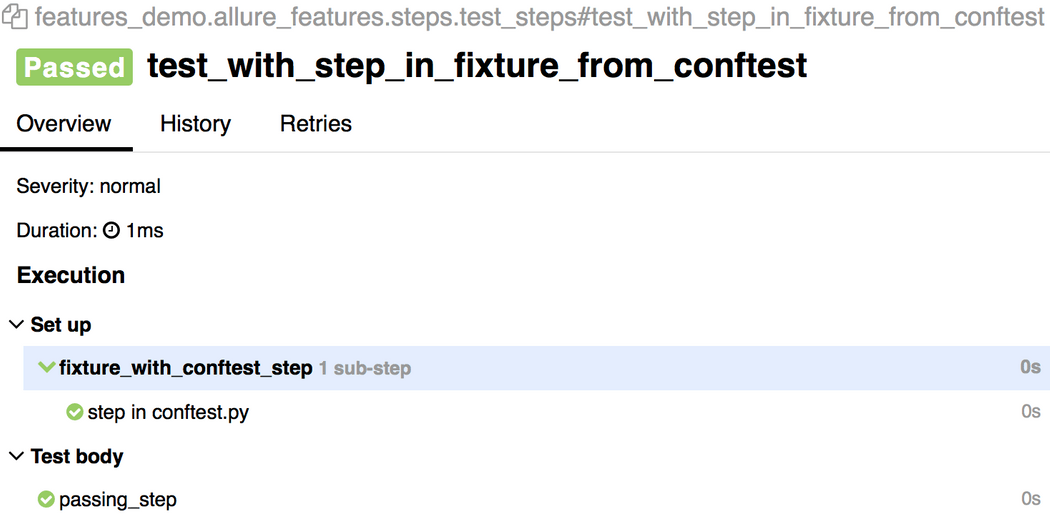 features_demo.allure_features.steps.test_steps#test_with_step_in_fixture_from_conftest
Passed test_with_step_in_fixture_from_conftest
Overview History Retries
Severity: normal
Duration: 1ms
Execution
Set up
fixture_with_conftest_step 1 sub-step 0s
step in conftest.py 0s
Test body
passing_step 0s